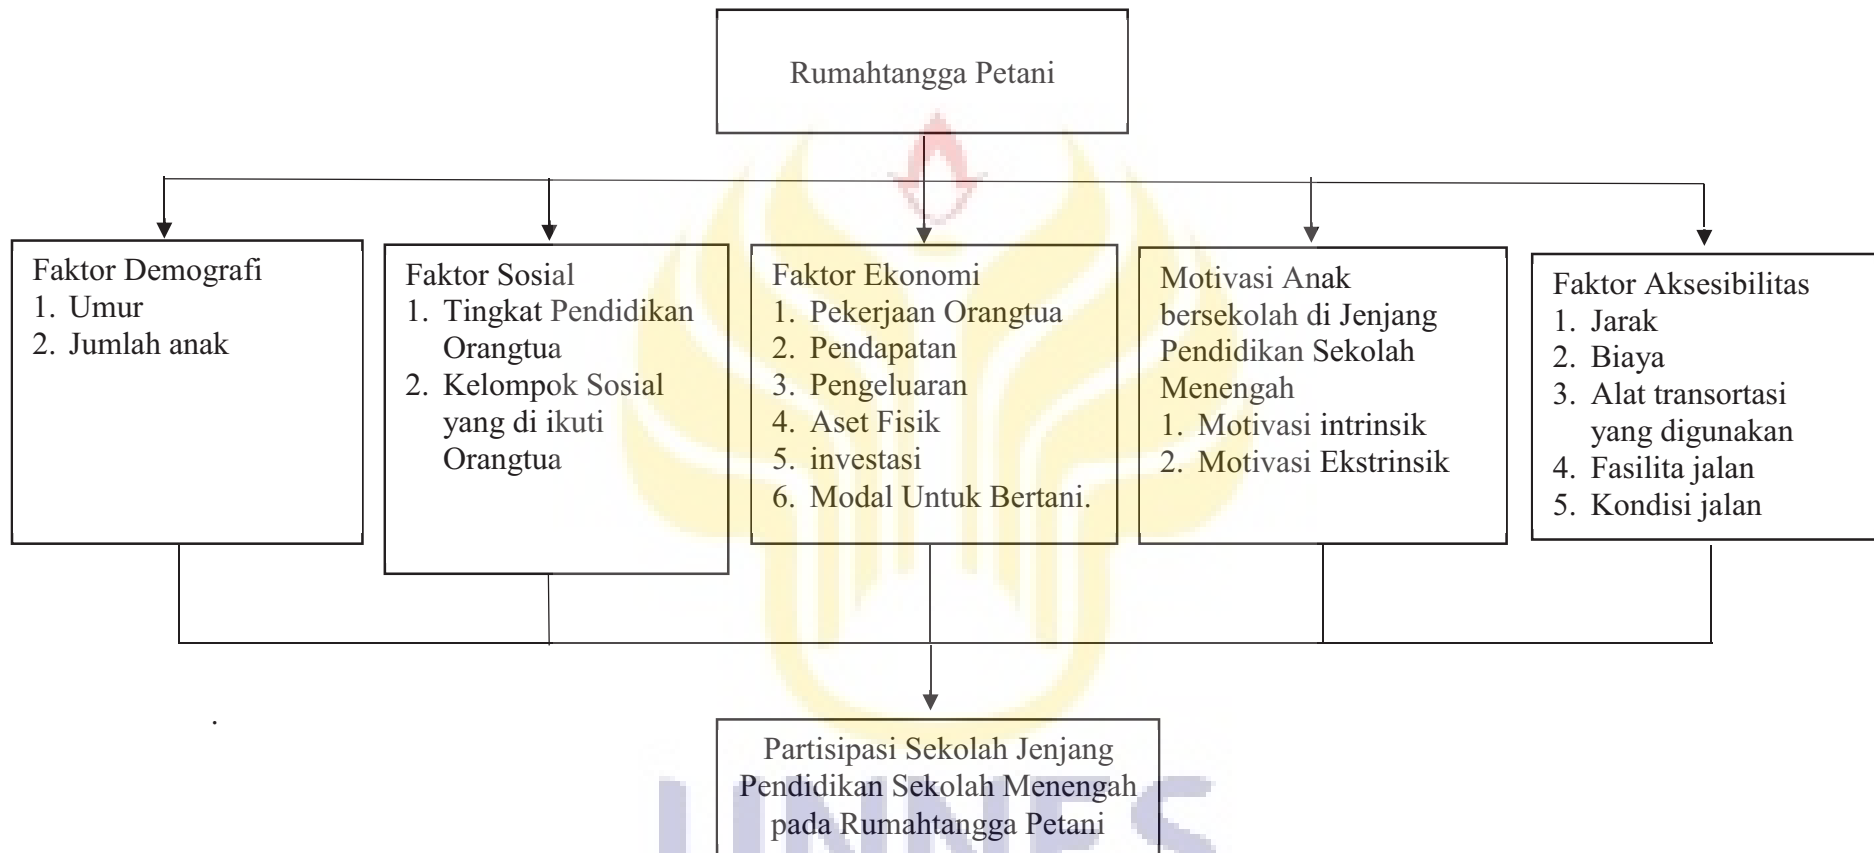 Rumahtangga Petani
Faktor Demografi
1. Umur
2. Jumlah anak
Faktor Sosial
1. Tingkat Pendidikan
Orangtua
2. Kelompok Sosial
yang di ikuti
Orangtua
Faktor Ekonomi
1. Pekerjaan Orangtua
2. Pendapatan
3. Pengeluaran
4. Aset Fisik
5. investasi
6. Modal Untuk Bertani.
Motivasi Anak
bersekolah di Jenjang
Pendidikan Sekolah
Menengah
1. Motivasi intrinsik
2. Motivasi Ekstrinsik
Faktor Aksesibilitas
1. Jarak
2. Biaya
3. Alat transortasi
yang digunakan
4. Fasilita jalan
5. Kondisi jalan
.
Partisipasi Sekolah Jenjang
Pendidikan Sekolah Menengah
pada Rumahtangga Petani
UNNES